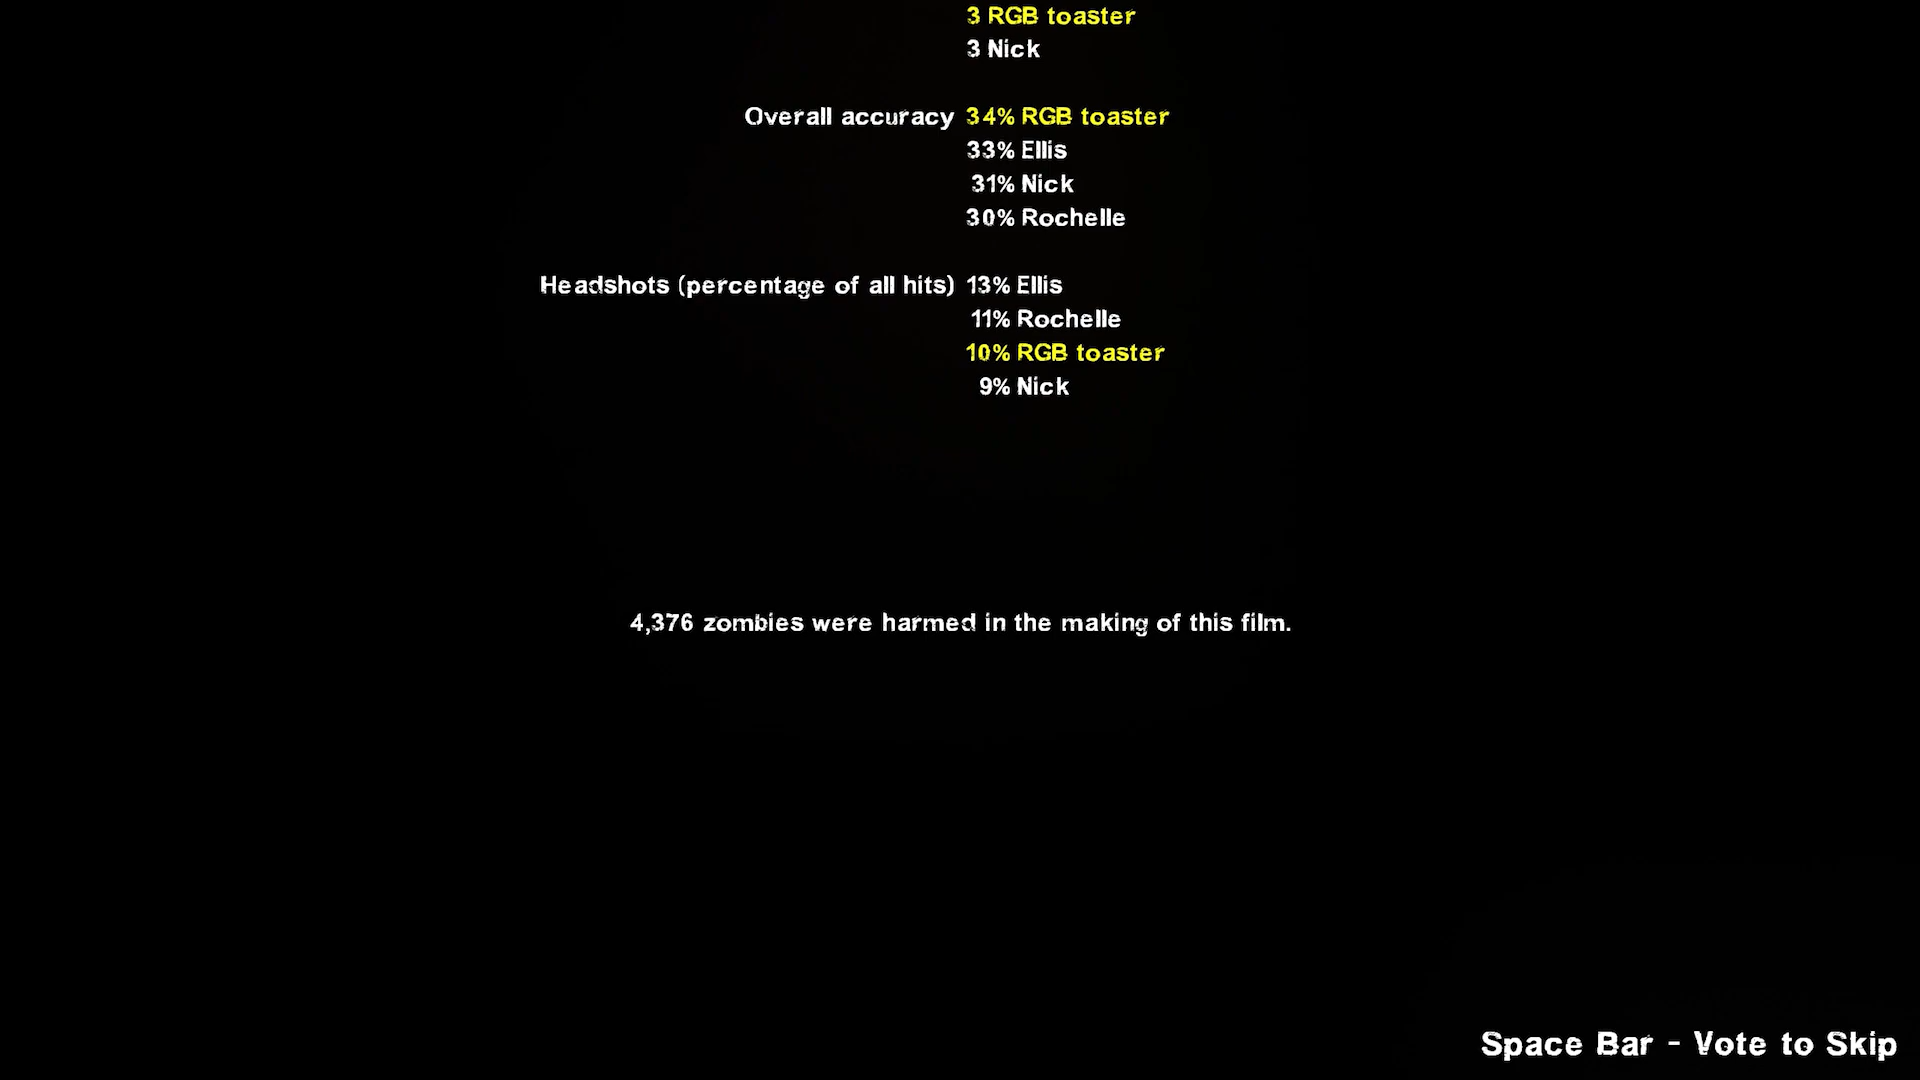 3 RGB toaster
3 Nick
Overall accuracy 34% RGB toaster
33% Ellis
31% Nick
30% Rochelle
Headshots (percentage of all hits) 13% Ellis
11% Rochelle
10% RGB toaster
9% Nick
4,376 zombies were harmed in the making of this film.
Space Bar - Vote to Skip